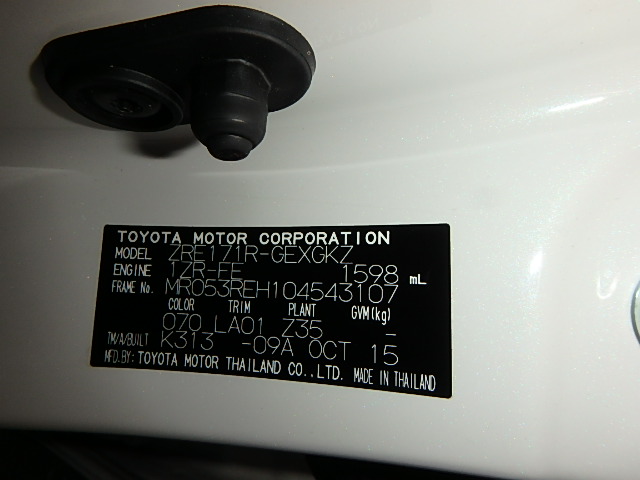 TOYOTA MOTOR CORPORATION
MODEL ZRE171R-GEXGKZ
ENGINE 1ZR-FE 1598 mL
FRAME No. MR053REH104543107
COLOR TRIM PLANT GVM(kg)
070 LA01 Z35 -
TM/A/BUILT K313 -09A OCT 15
MFD.BY: TOYOTA MOTOR THAILAND CO.,LTD. MADE IN THAILAND